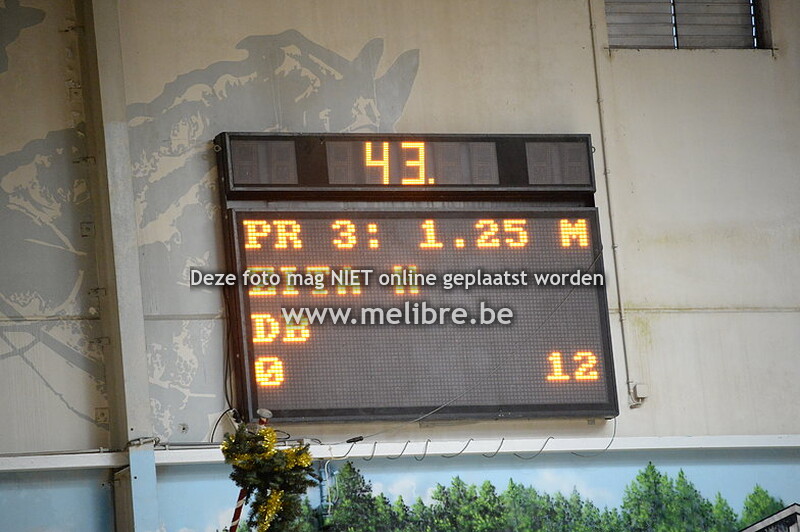 43.
PR 3: 1.25 M
Deze foto mag NIET online geplaatst worden
www.melibre.be
DB
0 12